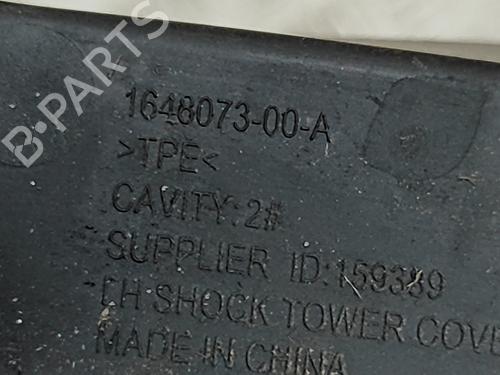 B-PARTS
1648073-00-A
>TPE<
CAVITY: 2#
SUPPLIER ID:159389
LH SHOCK TOWER COVE
MADE IN CHINA